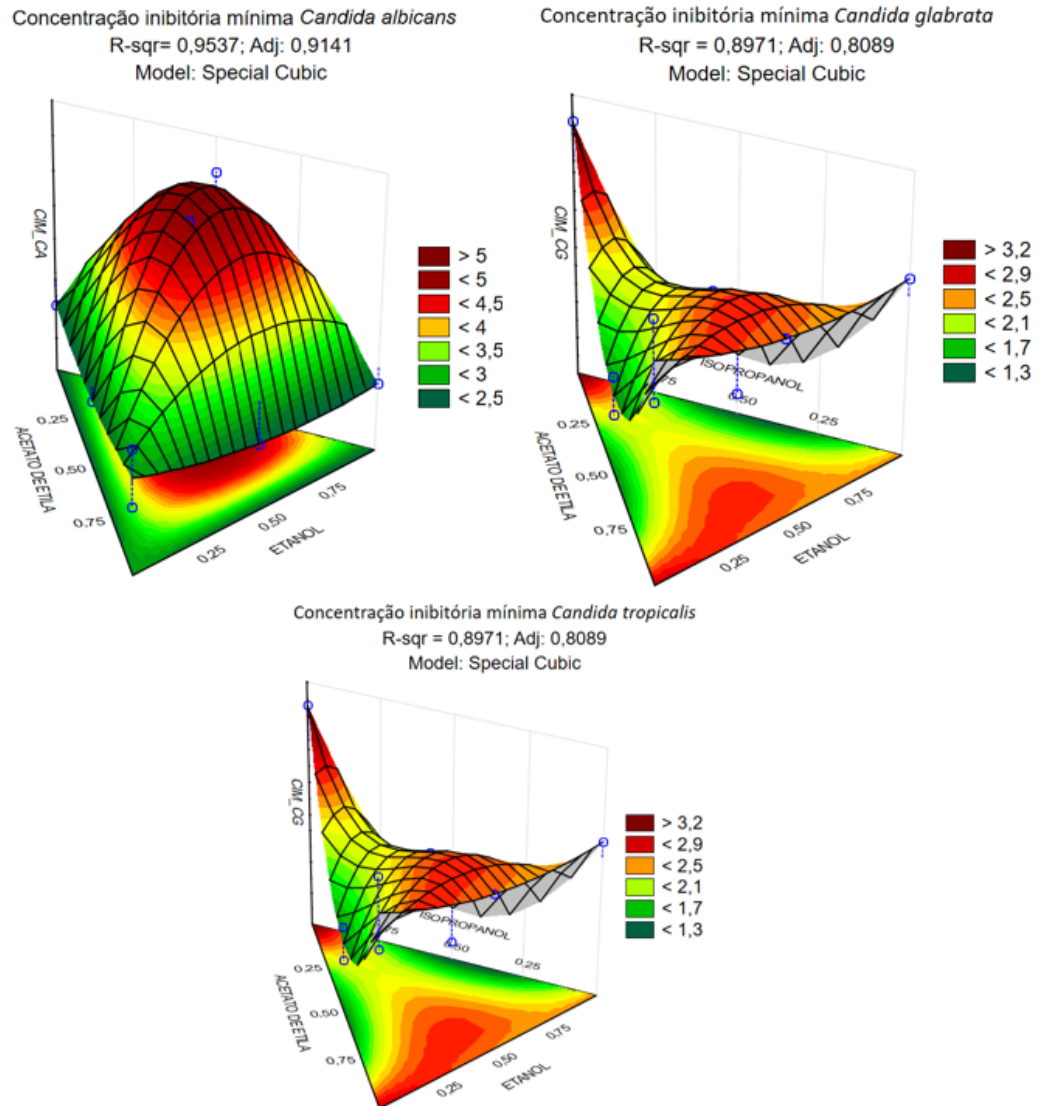 Concentração inibitória mínima Candida albicans
R-sqr= 0,9537; Adj: 0,9141
Model: Special Cubic
CIM_CA
0,25
0,50
0,75
ACETATO DE ETILA
0,25
0,50
0,75
ETANOL
> 5
< 5
< 4,5
< 4
< 3,5
< 3
< 2,5
Concentração inibitória mínima Candida glabrata
R-sqr = 0,8971; Adj: 0,8089
Model: Special Cubic
CIM_CG
0,25
0,50
0,75
ACETATO DE ETILA
0,25
0,50
0,75
ETANOL
ISOPROPANOL
0,75
0,50
0,25
> 3,2
< 2,9
< 2,5
< 2,1
< 1,7
< 1,3
Concentração inibitória mínima Candida tropicalis
R-sqr = 0,8971; Adj: 0,8089
Model: Special Cubic
CIM_CG
0,25
0,50
0,75
ACETATO DE ETILA
0,25
0,50
0,75
ETANOL
ISOPROPANOL
0,50
0,25
> 3,2
< 2,9
< 2,5
< 2,1
< 1,7
< 1,3